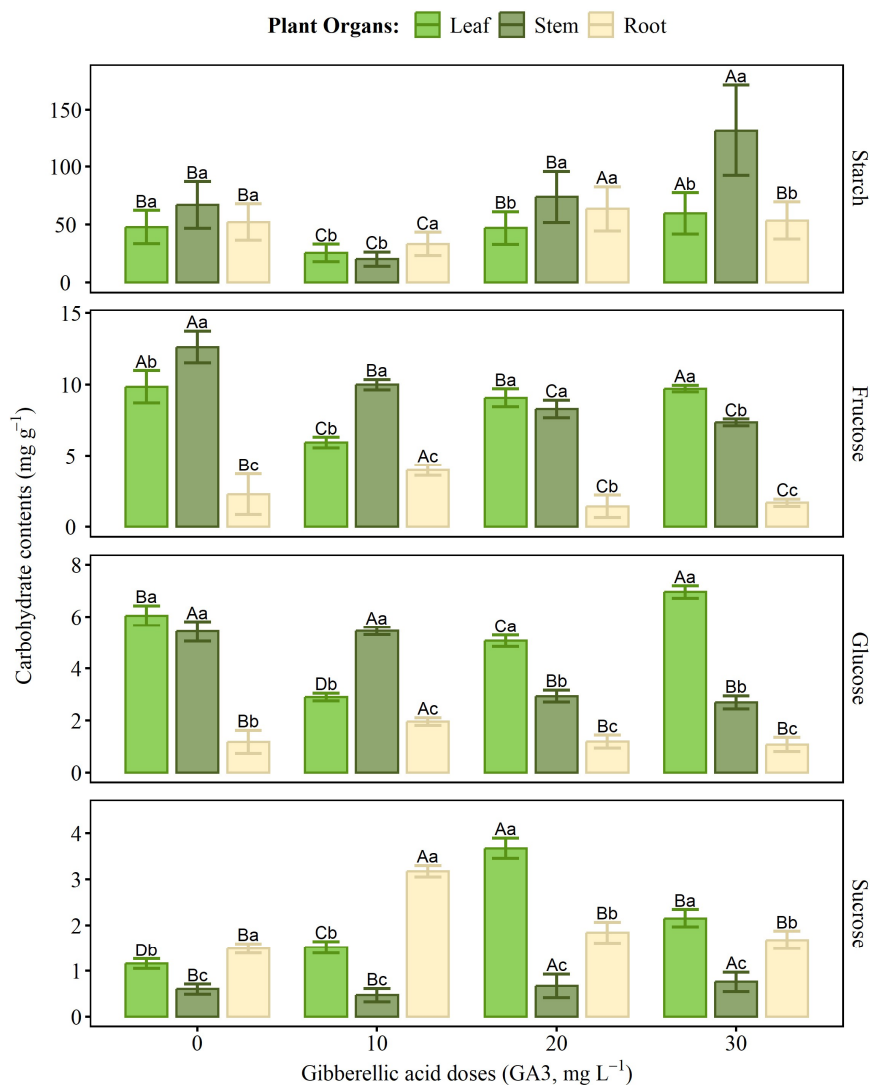 Plant Organs: Leaf Stem Root
Aa
150
Starch
100
Ba Ba Ba Ba Aa Ab
Ba Bb Bb
50
Cb Cb Ca
0
15
Aa
Ab Ba Ba Aa
10
Fructose
Ca Cb
Cb
5
Bc Ac Cb Cc
0
Carbohydrate contents (mg g⁻¹)
8
Aa
Ba Aa Aa
6
Ca
Glucose
4
Db Bb Bb
2
Bb Ac Bc Bc
0
4
Aa
Aa
3
Sucrose
Ba
2
Bb Bb
Db Ba Cb
1
Bc Bc Ac Ac
0
0 10 20 30
Gibberellic acid doses (GA3, mg L⁻¹)